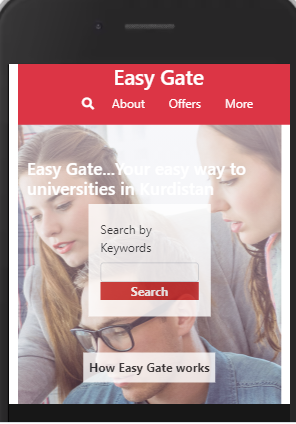 Easy Gate
About Offers More
Easy Gate...Your easy way to
universities in Kurdistan
Search by
Keywords
Search
How Easy Gate works